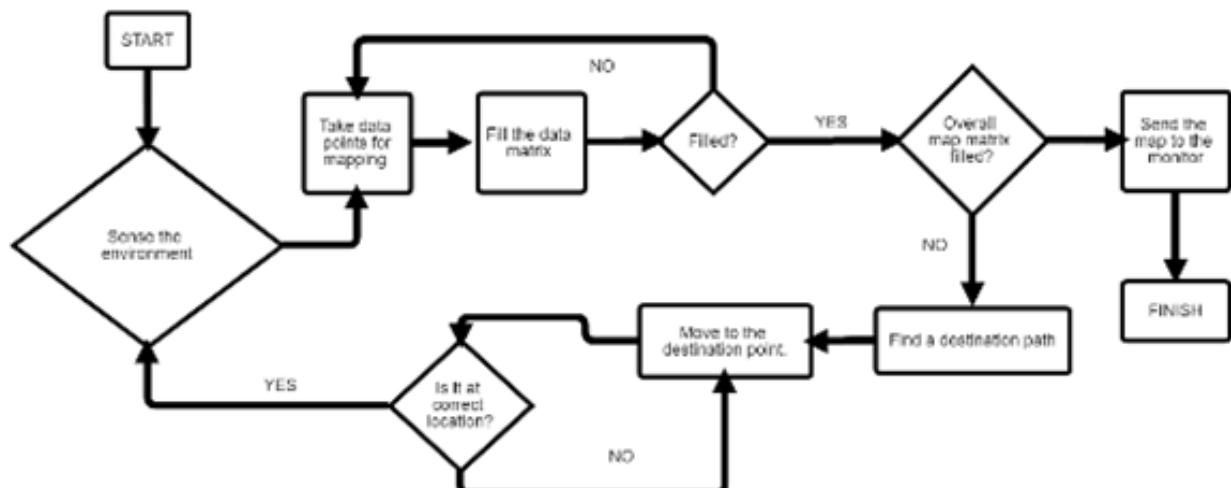 START
NO
Take data
points for
mapping
Fill the data
matrix
Filled?
YES
Overall
map matrix
filled?
Send the
map to the
monitor
Sense the
environment
NO
FINISH
Move to the
destination point.
Find a destination path
YES
Is it at
correct
location?
NO